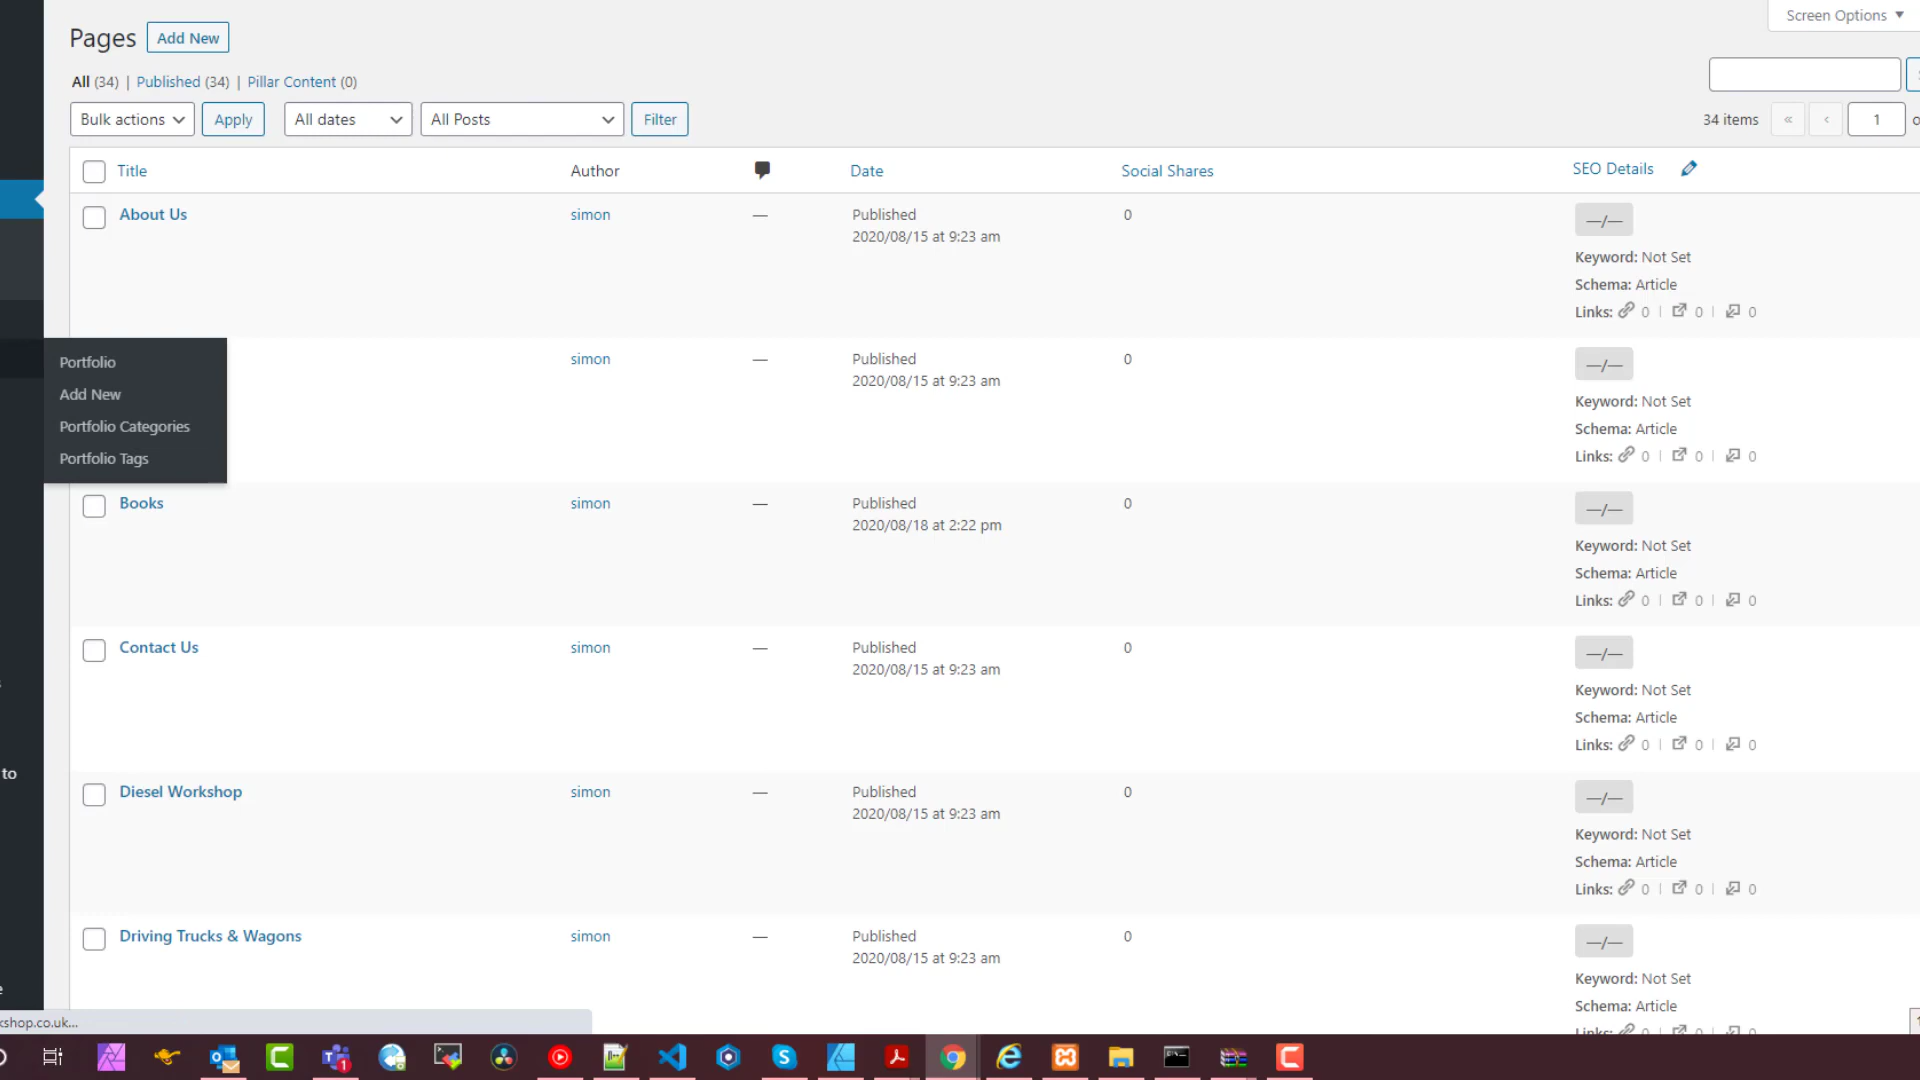 Screen Options
Pages Add New
All (34) | Published (34) | Pillar Content (0)
Bulk actions Apply All dates All Posts Filter
34 items « ‹ 1
Title Author Date Social Shares SEO Details
About Us simon — Published 0 —/—
2020/08/15 at 9:23 am
Keyword: Not Set
Schema: Article
Links: 0 | 0 | 0
simon — Published 0 —/—
2020/08/15 at 9:23 am
Keyword: Not Set
Schema: Article
Links: 0 | 0 | 0
Portfolio
Add New
Portfolio Categories
Portfolio Tags
Books simon — Published 0 —/—
2020/08/18 at 2:22 pm
Keyword: Not Set
Schema: Article
Links: 0 | 0 | 0
Contact Us simon — Published 0 —/—
2020/08/15 at 9:23 am
Keyword: Not Set
Schema: Article
Links: 0 | 0 | 0
to
Diesel Workshop simon — Published 0 —/—
2020/08/15 at 9:23 am
Keyword: Not Set
Schema: Article
Links: 0 | 0 | 0
Driving Trucks & Wagons simon — Published 0 —/—
2020/08/15 at 9:23 am
Keyword: Not Set
Schema: Article
Links: 0 | 0 | 0
kshop.co.uk...